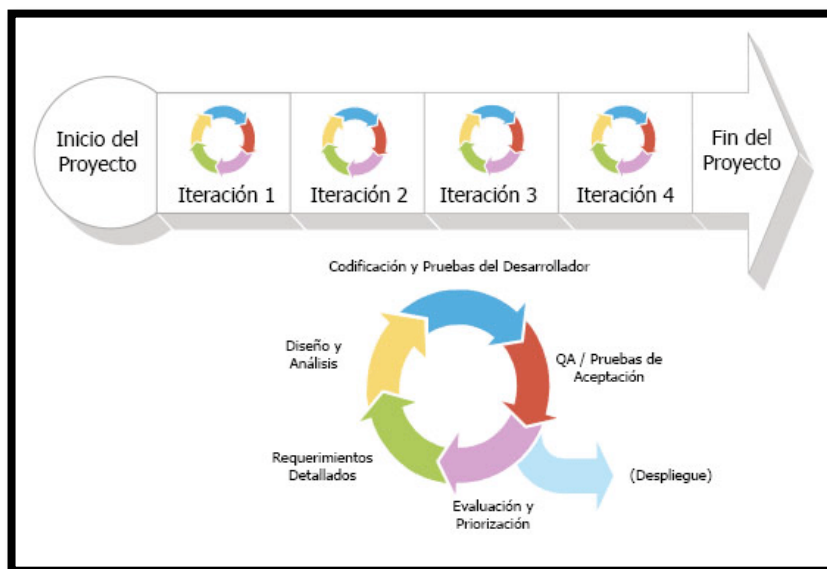 Inicio del
Proyecto
Iteración 1
Iteración 2
Iteración 3
Iteración 4
Fin del
Proyecto
Codificación y Pruebas del Desarrollador
Diseño y
Análisis
QA / Pruebas de
Aceptación
Requerimientos
Detallados
(Despliegue)
Evaluación y
Priorización